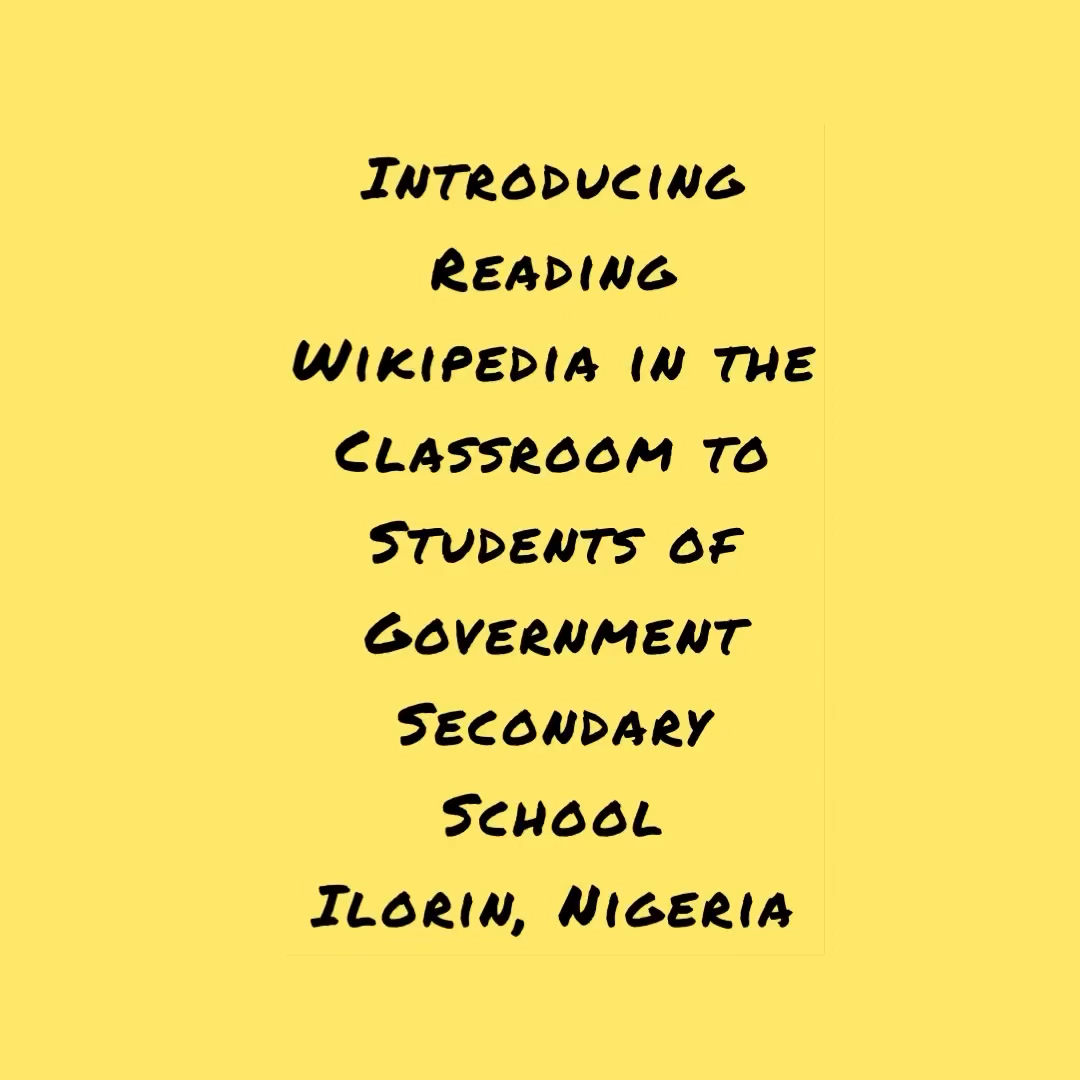 Introducing
Reading
Wikipedia in the
Classroom to
Students of
Government
Secondary
School
Ilorin, Nigeria